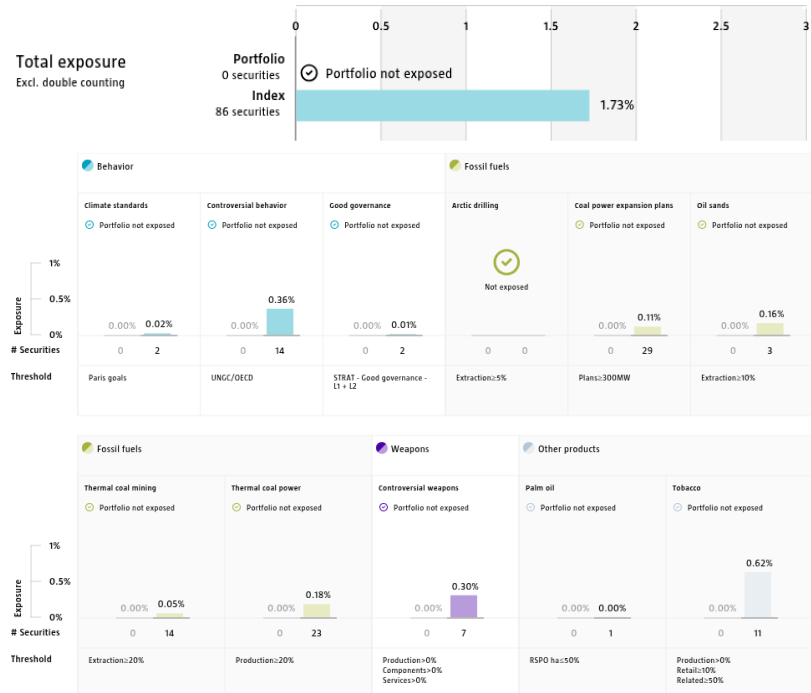 0 0.5 1 1.5 2 2.5 3
Total exposure
Excl. double counting
Portfolio
0 securities
Portfolio not exposed
Index
86 securities
1.73%
Behavior
Fossil fuels
Climate standards Controversial behavior Good governance Arctic drilling Coal power expansion plans Oil sands
Portfolio not exposed Portfolio not exposed Portfolio not exposed Portfolio not exposed Portfolio not exposed
Not exposed
Exposure
1%
0.5%
0%
0.00% 0.02% 0.00% 0.36% 0.00% 0.01% 0.00% 0.11% 0.00% 0.16%
# Securities 0 2 0 14 0 2 0 0 0 29 0 3
Threshold Paris goals UNGC/OECD STRAT - Good governance - Extraction≥5% Plans≥300MW Extraction≥10%
L1 + L2
Fossil fuels
Weapons
Other products
Thermal coal mining Thermal coal power Controversial weapons Palm oil Tobacco
Portfolio not exposed Portfolio not exposed Portfolio not exposed Portfolio not exposed Portfolio not exposed
Exposure
1%
0.5%
0%
0.00% 0.05% 0.00% 0.18% 0.00% 0.30% 0.00% 0.00% 0.00% 0.62%
# Securities 0 14 0 23 0 7 0 1 0 11
Threshold Extraction≥20% Production≥20% Production>0% RSPO ha≤50% Production>0%
Components>0% Retail≥10%
Services>0% Related≥50%